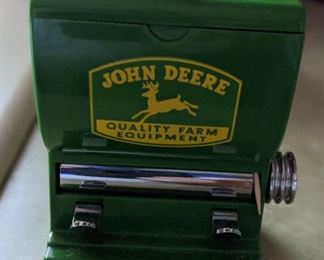 JOHN DEERE
QUALITY FARM
EQUIPMENT